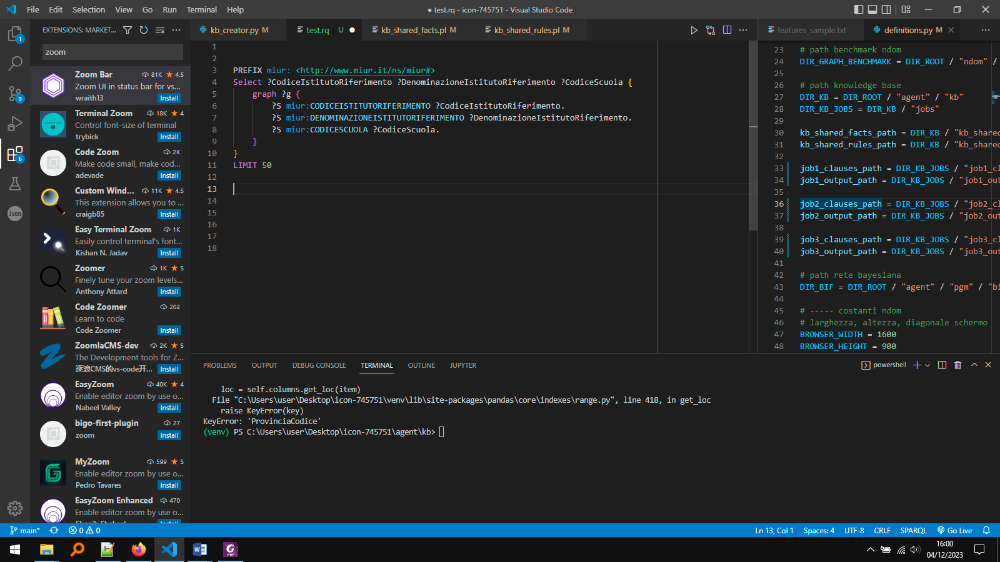 File Edit Selection View Go Run Terminal Help
● test.rq - icon-745751 - Visual Studio Code
EXTENSIONS: MARKET...
zoom
Zoom Bar 81K ★ 4.5
Zoom UI in status bar for vs...
wraith13 Install
Terminal Zoom 18K ★ 4
Control font-size of terminal
trybick Install
Code Zoom 2K
Make code small, make cod...
adevade Install
Custom Wind... 11K ★ 4.5
This extension allows you to ...
craigb85 Install
Easy Terminal Zoom 1K
Easily control terminal's font...
Kishan N. Jadav Install
Zoomer 1K ★ 5
Finely tune your zoom levels...
Anthony Attard Install
Code Zoomer 202
Learn to code
Code Zoomer Install
ZoomlaCMS-dev 2K ★ 5
The Development tools for Z...
逐浪CMS的vs-code开... Install
EasyZoom 40K ★ 4
Enable editor zoom by use o...
Nabeel Valley Install
bigo-first-plugin 27
zoom Install
MyZoom 599 ★ 5
Enable editor zoom by use o...
Pedro Tavares Install
EasyZoom Enhanced 470
Enable editor zoom by use o...
kb_creator.py M test.rq U ● kb_shared_facts.pl M kb_shared_rules.pl M
1
2
3 PREFIX miur: <http://www.miur.it/ns/miur#>
4 Select ?CodiceIstitutoRiferimento ?DenominazioneIstitutoRiferimento ?CodiceScuola {
5 graph ?g {
6 ?S miur:CODICEISTITUTORIFERIMENTO ?CodiceIstitutoRiferimento.
7 ?S miur:DENOMINAZIONEISTITUTORIFERIMENTO ?DenominazioneIstitutoRiferimento.
8 ?S miur:CODICESCUOLA ?CodiceScuola.
9 }
10 }
11 LIMIT 50
12
13
14
15
16
17
18
features_sample.txt definitions.py M
23 # path benchmark ndom
24 DIR_GRAPH_BENCHMARK = DIR_ROOT / "ndom" /
25
26 # path knowledge base
27 DIR_KB = DIR_ROOT / "agent" / "kb"
28 DIR_KB_JOBS = DIR_KB / "jobs"
29
30 kb_shared_facts_path = DIR_KB / "kb_shared
31 kb_shared_rules_path = DIR_KB / "kb_shared
32
33 job1_clauses_path = DIR_KB_JOBS / "job1_cl
34 job1_output_path = DIR_KB_JOBS / "job1_out
35
36 job2_clauses_path = DIR_KB_JOBS / "job2_cl
37 job2_output_path = DIR_KB_JOBS / "job2_out
38
39 job3_clauses_path = DIR_KB_JOBS / "job3_cl
40 job3_output_path = DIR_KB_JOBS / "job3_out
41
42 # path rete bayesiana
43 DIR_BIF = DIR_ROOT / "agent" / "pgm" / "bi
44
45 # ----- costanti ndom
46 # larghezza, altezza, diagonale schermo
47 BROWSER_WIDTH = 1600
48 BROWSER_HEIGHT = 900
PROBLEMS OUTPUT DEBUG CONSOLE TERMINAL OUTLINE JUPYTER
powershell
loc = self.columns.get_loc(item)
File "C:\Users\user\Desktop\icon-745751\venv\lib\site-packages\pandas\core\indexes\range.py", line 418, in get_loc
raise KeyError(key)
KeyError: 'ProvinciaCodice'
(venv) PS C:\Users\user\Desktop\icon-745751\agent\kb>
1
9
6
Json
main* 0 0
Ln 13, Col 1 Spaces: 4 UTF-8 CRLF SPARQL Go Live
16:00
04/12/2023